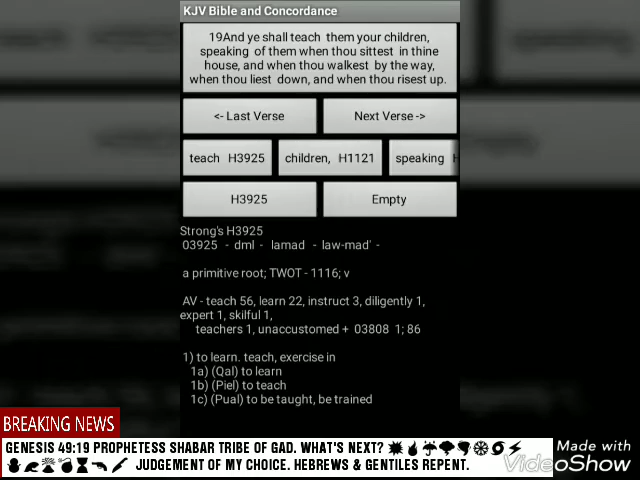 KJV Bible and Concordance
19And ye shall teach them your children,
speaking of them when thou sittest in thine
house, and when thou walkest by the way,
when thou liest down, and when thou risest up.
<- Last Verse Next Verse ->
teach H3925 children, H1121 speaking H
H3925 Empty
Strong's H3925
03925 - dml - lamad - law-mad' -
a primitive root; TWOT - 1116; v
AV - teach 56, learn 22, instruct 3, diligently 1,
expert 1, skilful 1,
teachers 1, unaccustomed + 03808 1; 86
1) to learn. teach, exercise in
1a) (Qal) to learn
1b) (Piel) to teach
1c) (Pual) to be taught, be trained
BREAKING NEWS
GENESIS 49:19 PROPHETESS SHABAR TRIBE OF GAD. WHAT'S NEXT?
JUDGEMENT OF MY CHOICE. HEBREWS & GENTILES REPENT.
Made with
VideoShow